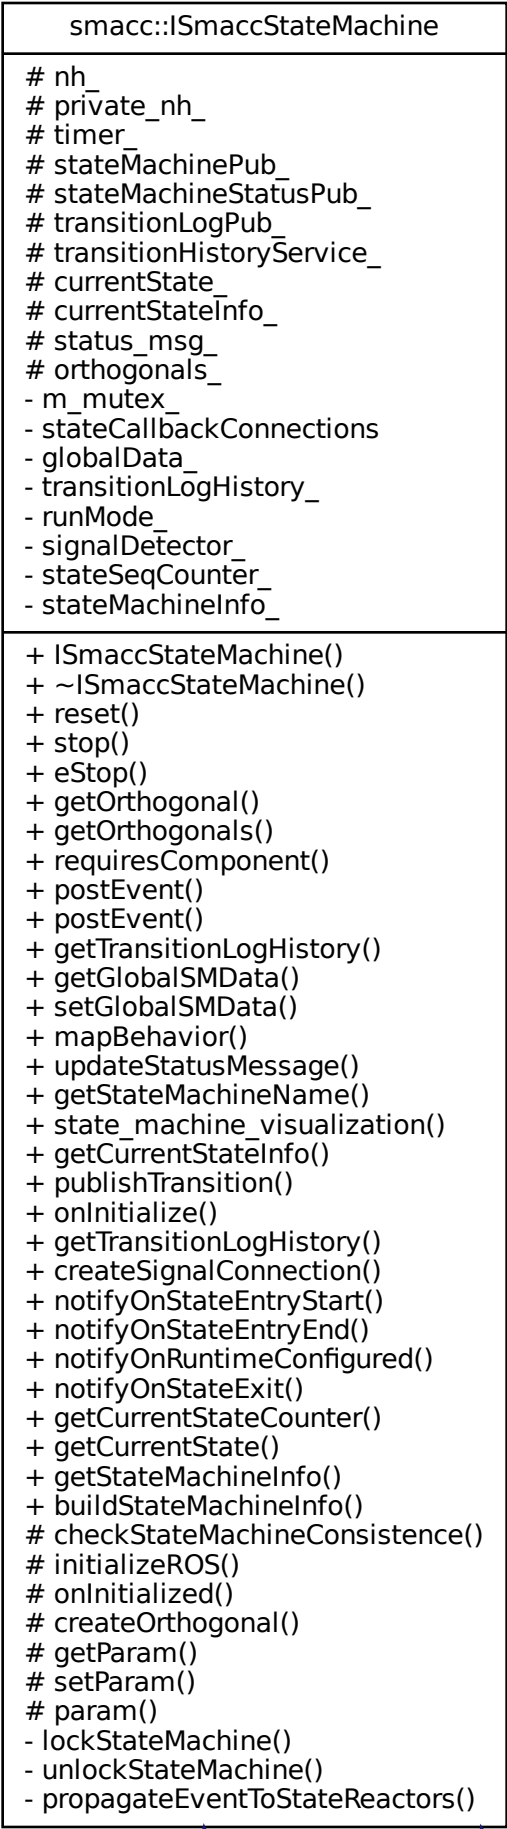 smacc::ISmaccStateMachine
# nh_
# private_nh_
# timer_
# stateMachinePub_
# stateMachineStatusPub_
# transitionLogPub_
# transitionHistoryService_
# currentState_
# currentStateInfo_
# status_msg_
# orthogonals_
- m_mutex_
- stateCallbackConnections
- globalData_
- transitionLogHistory_
- runMode_
- signalDetector_
- stateSeqCounter_
- stateMachineInfo_
+ ISmaccStateMachine()
+ ~ISmaccStateMachine()
+ reset()
+ stop()
+ eStop()
+ getOrthogonal()
+ getOrthogonals()
+ requiresComponent()
+ postEvent()
+ postEvent()
+ getTransitionLogHistory()
+ getGlobalSMData()
+ setGlobalSMData()
+ mapBehavior()
+ updateStatusMessage()
+ getStateMachineName()
+ state_machine_visualization()
+ getCurrentStateInfo()
+ publishTransition()
+ onInitialize()
+ getTransitionLogHistory()
+ createSignalConnection()
+ notifyOnStateEntryStart()
+ notifyOnStateEntryEnd()
+ notifyOnRuntimeConfigured()
+ notifyOnStateExit()
+ getCurrentStateCounter()
+ getCurrentState()
+ getStateMachineInfo()
+ buildStateMachineInfo()
# checkStateMachineConsistence()
# initializeROS()
# onInitialized()
# createOrthogonal()
# getParam()
# setParam()
# param()
- lockStateMachine()
- unlockStateMachine()
- propagateEventToStateReactors()